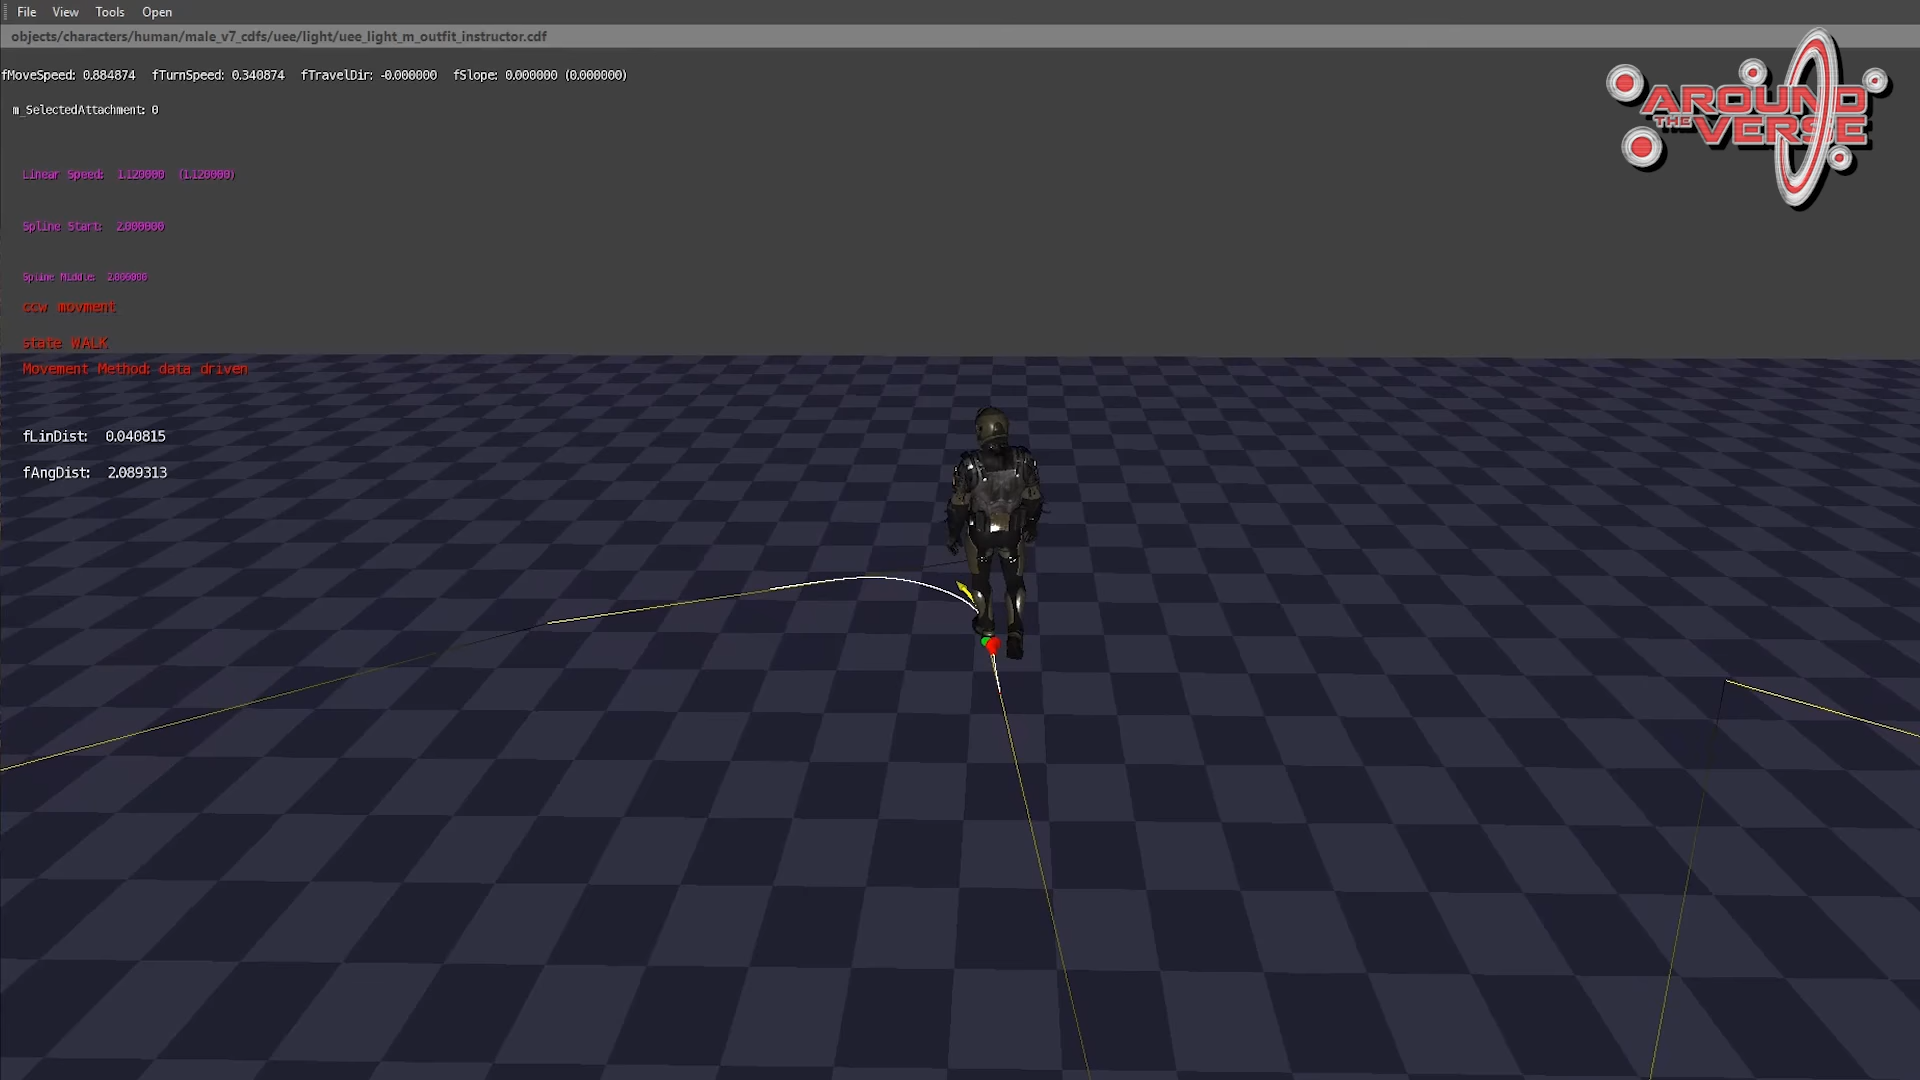 File View Tools Open
objects/characters/human/male_v7_cdfs/uee/light/uee_light_m_outfit_instructor.cdf
fMoveSpeed: 0.884874 fTurnSpeed: 0.340874 fTravelDir: -0.000000 fSlope: 0.000000 (0.000000)
m_SelectedAttachment: 0
AROUND
THE VERSE
Linear Speed: 1.120000 (1.120000)
Spline Start: 2.000000
Spline Middle: 2.000000
ccw movment
state WALK
Movement Method: data driven
fLinDist: 0.040815
fAngDist: 2.089313